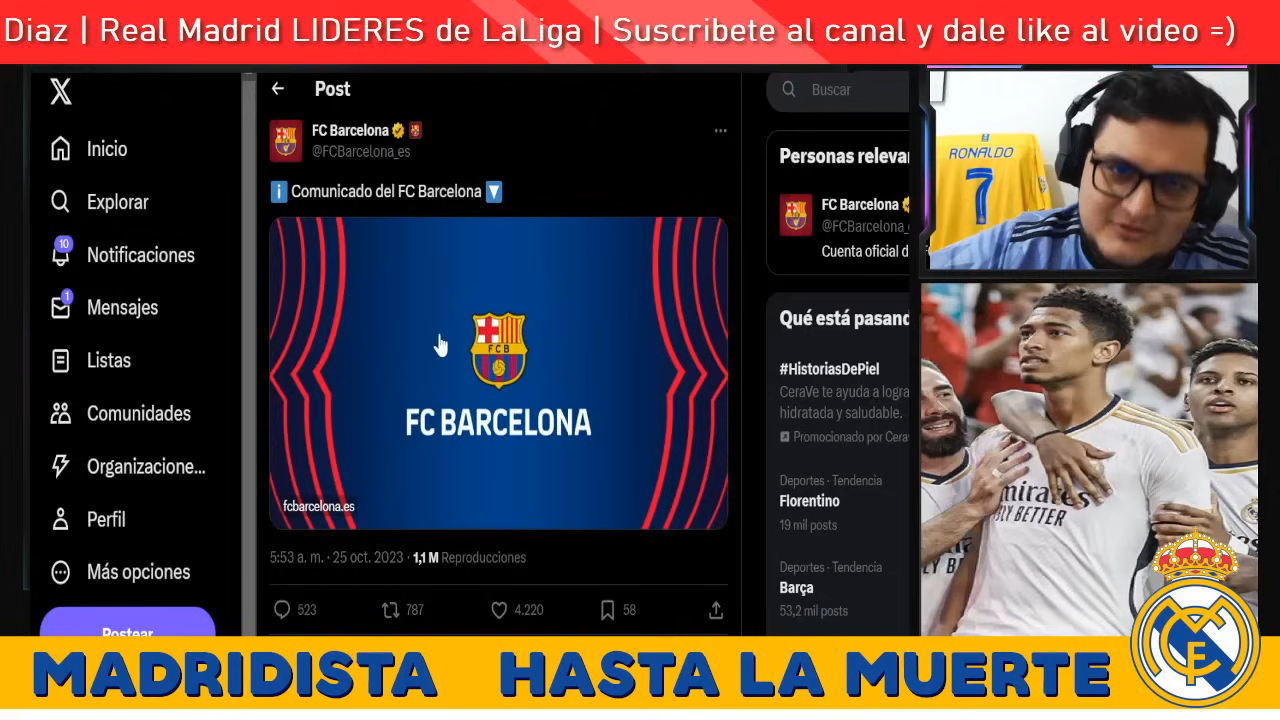 Diaz | Real Madrid LIDERES de LaLiga | Suscribete al canal y dale like al video =)
X
Inicio
Explorar
10
Notificaciones
1
Mensajes
Listas
Comunidades
Organizacione...
Perfil
Más opciones
Postear
Post
FC Barcelona
@FCBarcelona_es
Comunicado del FC Barcelona
FCB
FC BARCELONA
fcbarcelona.es
5:53 a. m. · 25 oct. 2023 · 1,1 M Reproducciones
523
787
4.220
58
Buscar
Personas relevan
FC Barcelona
@FCBarcelona_
Cuenta oficial d
Qué está pasand
#HistoriasDePiel
CeraVe te ayuda a logra
hidratada y saludable.
Promocionado por Cera
Deportes · Tendencia
Florentino
19 mil posts
Deportes · Tendencia
Barça
53,2 mil posts
RONALDO
7
emirates
FLY BETTER
MADRIDISTA HASTA LA MUERTE